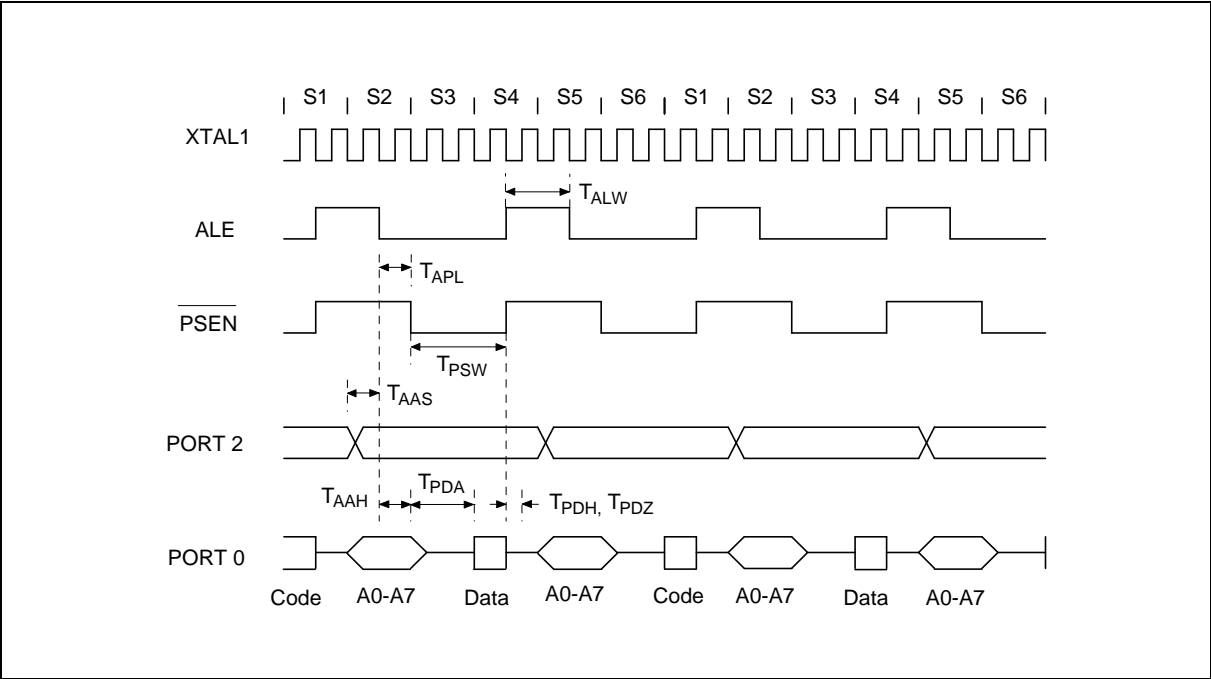 S1 S2 S3 S4 S5 S6 S1 S2 S3 S4 S5 S6
XTAL1
TALW
ALE
TAPL
PSEN
TPSW
TAAS
PORT 2
TAAH TPDA TPDH, TPDZ
PORT 0
Code A0-A7 Data A0-A7 Code A0-A7 Data A0-A7